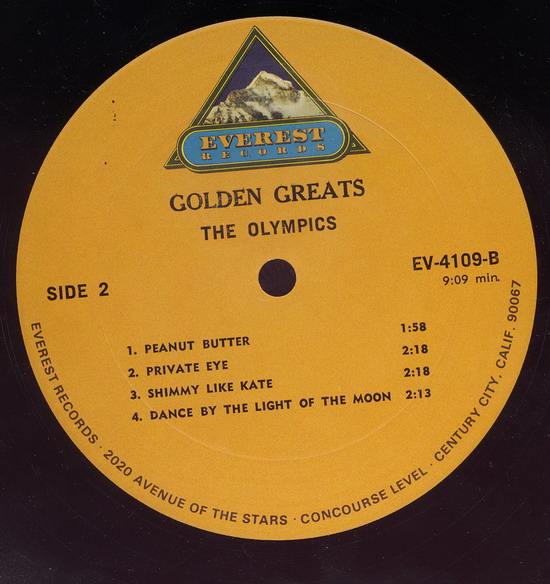 EVEREST
RECORDS
GOLDEN GREATS
THE OLYMPICS
SIDE 2
EV-4109-B
9:09 min.
1. PEANUT BUTTER 1:58
2. PRIVATE EYE 2:18
3. SHIMMY LIKE KATE 2:18
4. DANCE BY THE LIGHT OF THE MOON 2:13
EVEREST RECORDS · 2020 AVENUE OF THE STARS · CONCOURSE LEVEL · CENTURY CITY, CALIF. 90067